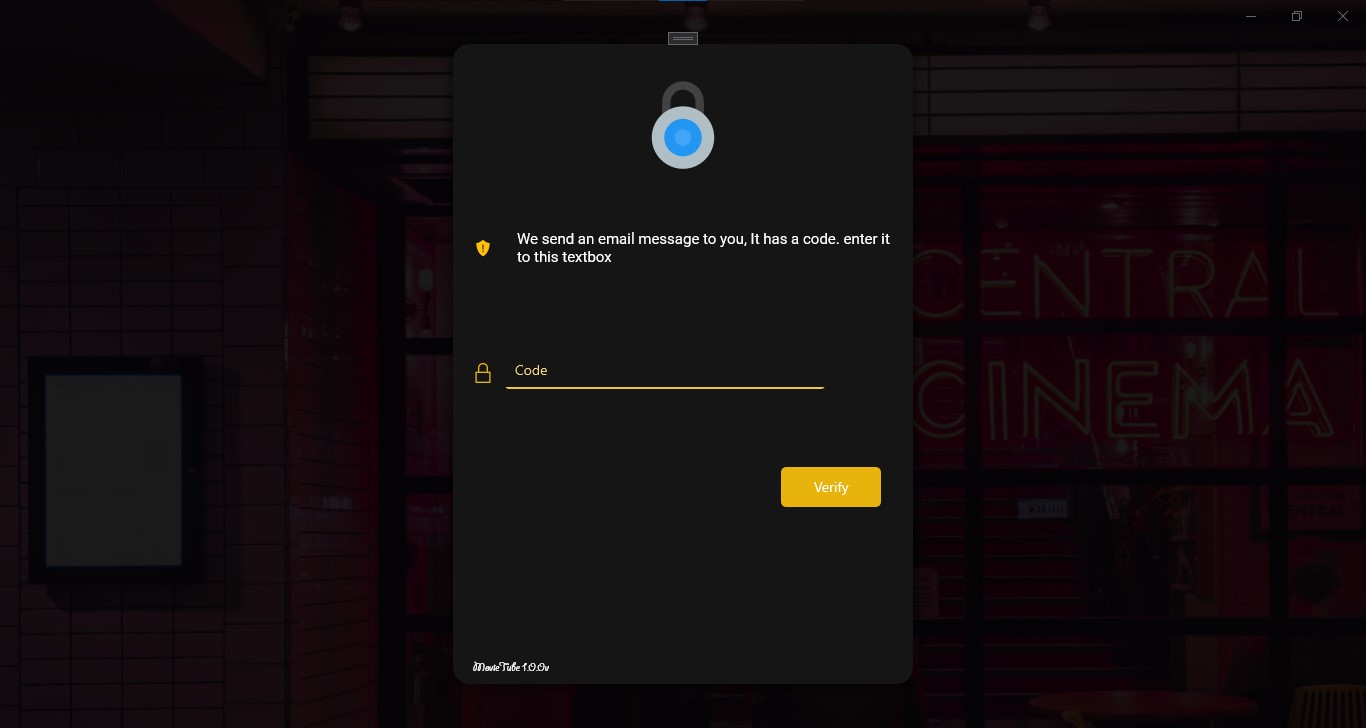 We send an email message to you, It has a code. enter it
to this textbox
Code
Verify
MovieTube 1.0.0v
CENTRAL
CINEMA